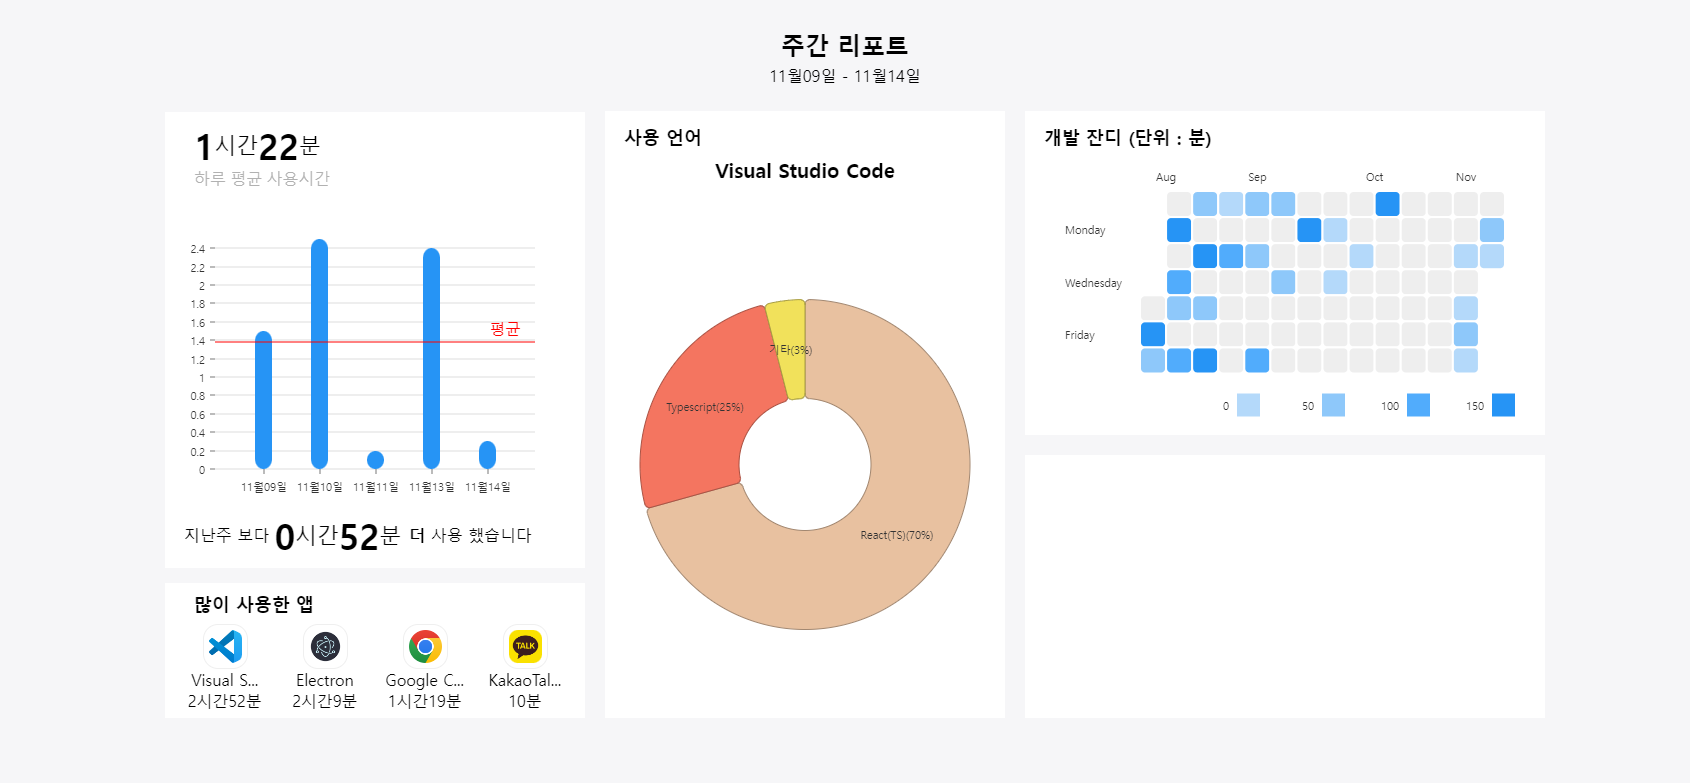 주간 리포트
11월09일 - 11월14일
1시간22분
하루 평균 사용시간
2.4
2.2
2
1.8
1.6
평균
1.4
1.2
1
0.8
0.6
0.4
0.2
0
11월09일 11월10일 11월11일 11월13일 11월14일
지난주 보다 0시간52분 더 사용 했습니다
많이 사용한 앱
TALK
Visual S... Electron Google C... KakaoTal...
2시간52분 2시간9분 1시간19분 10분
사용 언어
Visual Studio Code
기타(3%)
Typescript(25%)
React(TS)(70%)
개발 잔디 (단위 : 분)
Aug Sep Oct Nov
Monday
Wednesday
Friday
0 50 100 150